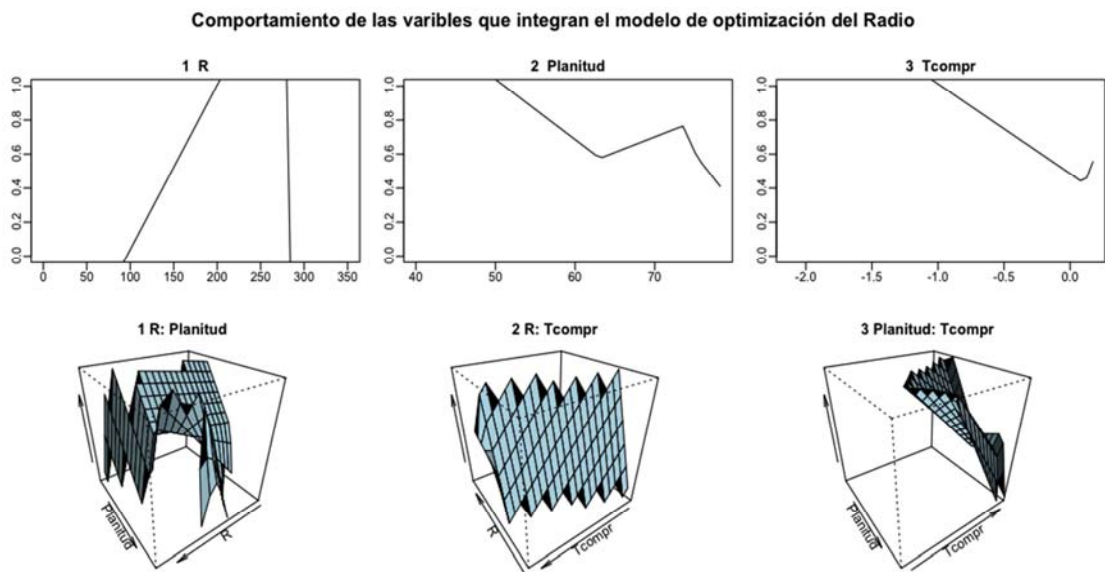 Comportamiento de las varibles que integran el modelo de optimización del Radio
1 R
2 Planitud
3 Tcompr
1.0
0.8
0.6
0.4
0.2
0.0
0 50 100 150 200 250 300 350
1.0
0.8
0.6
0.4
0.2
0.0
40 50 60 70
1.0
0.8
0.6
0.4
0.2
0.0
-2.0 -1.5 -1.0 -0.5 0.0
1 R: Planitud
2 R: Tcompr
3 Planitud: Tcompr
Planitud
R
R
Tcompr
Planitud
Tcompr